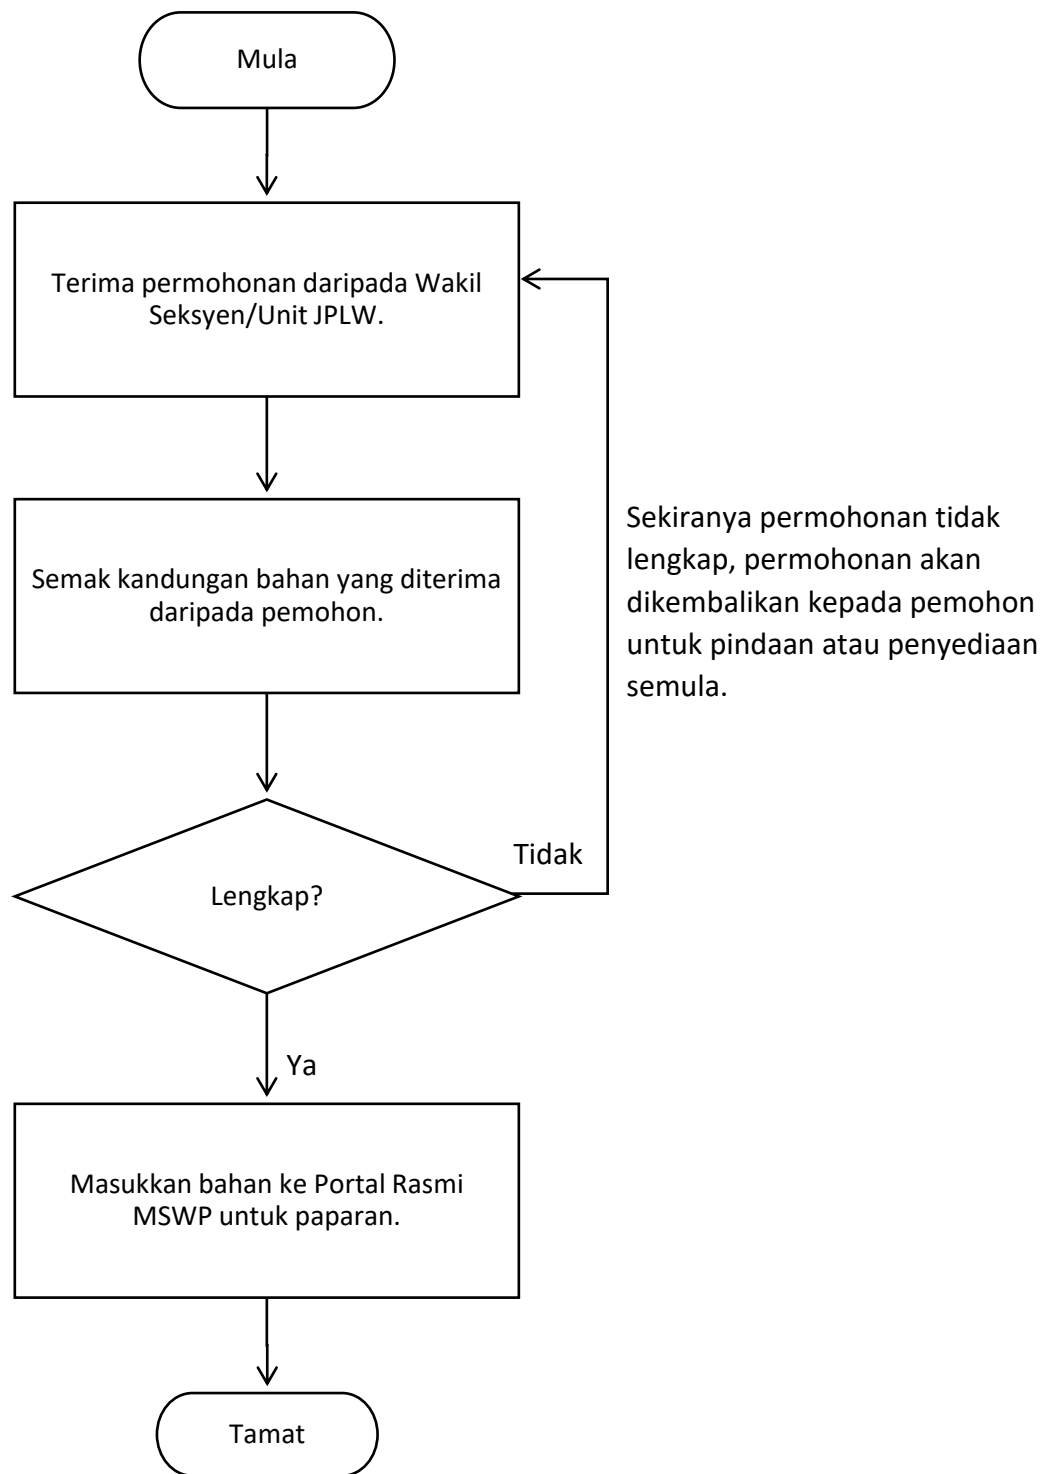 Mula
Terima permohonan daripada Wakil
Seksyen/Unit JPLW.
Semak kandungan bahan yang diterima
daripada pemohon.
Sekiranya permohonan tidak
lengkap, permohonan akan
dikembalikan kepada pemohon
untuk pindaan atau penyediaan
semula.
Lengkap?
Tidak
Ya
Masukkan bahan ke Portal Rasmi
MSWP untuk paparan.
Tamat